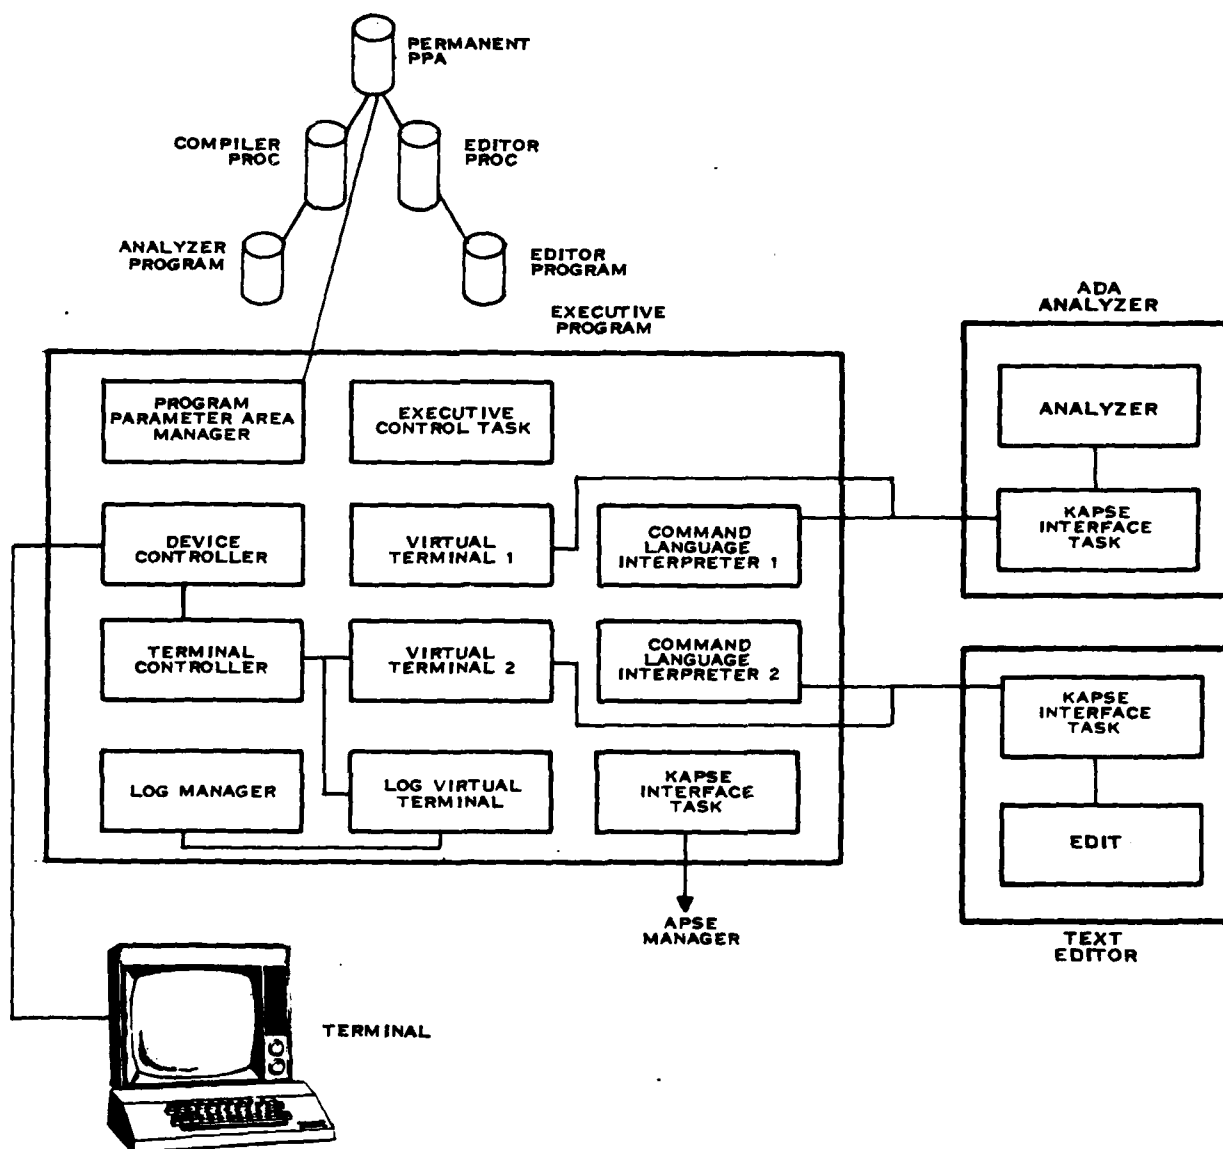 PERMANENT
PPA
COMPILER
PROC
EDITOR
PROC
ANALYZER
PROGRAM
EDITOR
PROGRAM
EXECUTIVE
PROGRAM
ADA
ANALYZER
PROGRAM
PARAMETER AREA
MANAGER
EXECUTIVE
CONTROL TASK
ANALYZER
DEVICE
CONTROLLER
VIRTUAL
TERMINAL 1
COMMAND
LANGUAGE
INTERPRETER 1
KAPSE
INTERFACE
TASK
TERMINAL
CONTROLLER
VIRTUAL
TERMINAL 2
COMMAND
LANGUAGE
INTERPRETER 2
KAPSE
INTERFACE
TASK
LOG MANAGER
LOG VIRTUAL
TERMINAL
KAPSE
INTERFACE
TASK
EDIT
APSE
MANAGER
TEXT
EDITOR
TERMINAL